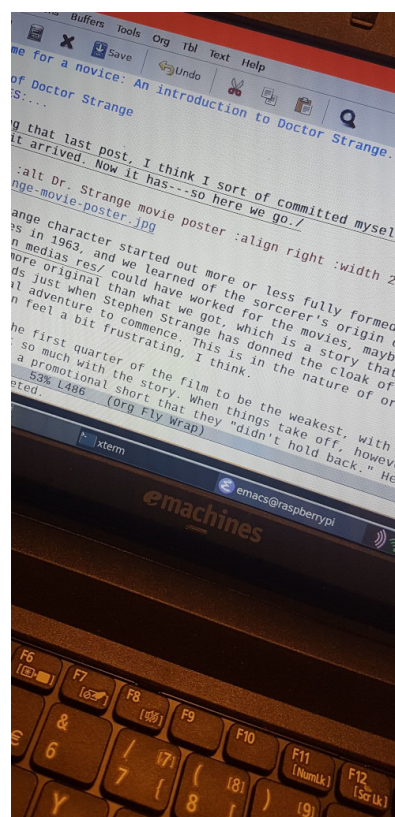 Buffers Tools Org Tbl Text Help
Save Undo
me for a novice: An introduction to Doctor Strange.
of Doctor Strange
ES:...
g that last post, I think I sort of committed mysel
it arrived. Now it has---so here we go./
:alt Dr. Strange movie poster :align right :width 2
nge-movie-poster.jpg
ange character started out more or less fully formed
es in 1963, and we learned of the sorcerer's origin
n medias res/ could have worked for the movies, mayb
more original than what we got, which is a story that
ds just when Stephen Strange has donned the cloak of
al adventure to commence. This is in the nature of or
n feel a bit frustrating, I think.
he first quarter of the film to be the weakest, with
t so much with the story. When things take off, howev
a promotional short that they "didn't hold back." He
53% L486 (Org Fly Wrap)
eted.
xterm
emacs@raspberrypi
emachines
F6 F7 F8 F9 F10 F11 [NumLk] F12 [Scr Lk]
€ & 6 / 7 [7] { ( 8 [8] [ ) [9]
Y